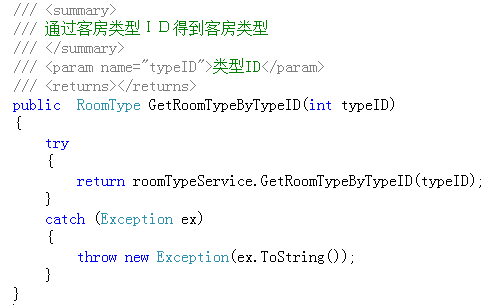 /// <summary>
/// 通过客房类型ＩＤ得到客房类型
/// </summary>
/// <param name="typeID">类型ID</param>
/// <returns></returns>
public  RoomType GetRoomTypeByTypeID(int typeID)
{
    try
    {
        return roomTypeService.GetRoomTypeByTypeID(typeID);
    }
    catch (Exception ex)
    {
        throw new Exception(ex.ToString());
    }
}